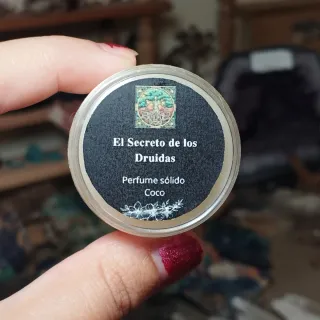 El Secreto de los
Druidas
Perfume sólido
Coco